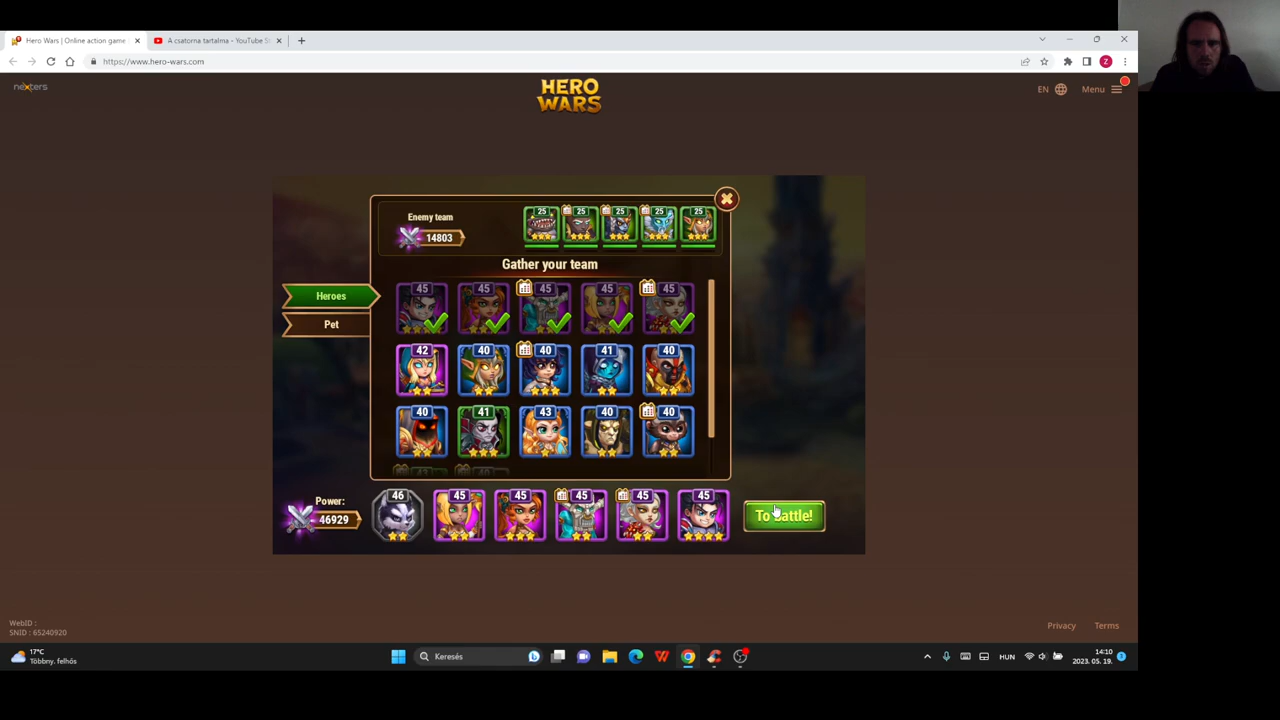 Hero Wars | Online action game
A csatorna tartalma - YouTube St
https://www.hero-wars.com
Z
nexters
HERO
WARS
EN
Menu
Enemy team
14803
25 25 25 25 25
Gather your team
Heroes
Pet
45 45 45 45 45
42 40 40 41 40
40 41 43 40 40
Power:
46929
46 45 45 45 45 45
To Battle!
WebID :
SNID : 65240920
Privacy
Terms
17°C
Többny. felhős
Keresés
HUN
14:10
2023. 05. 19.